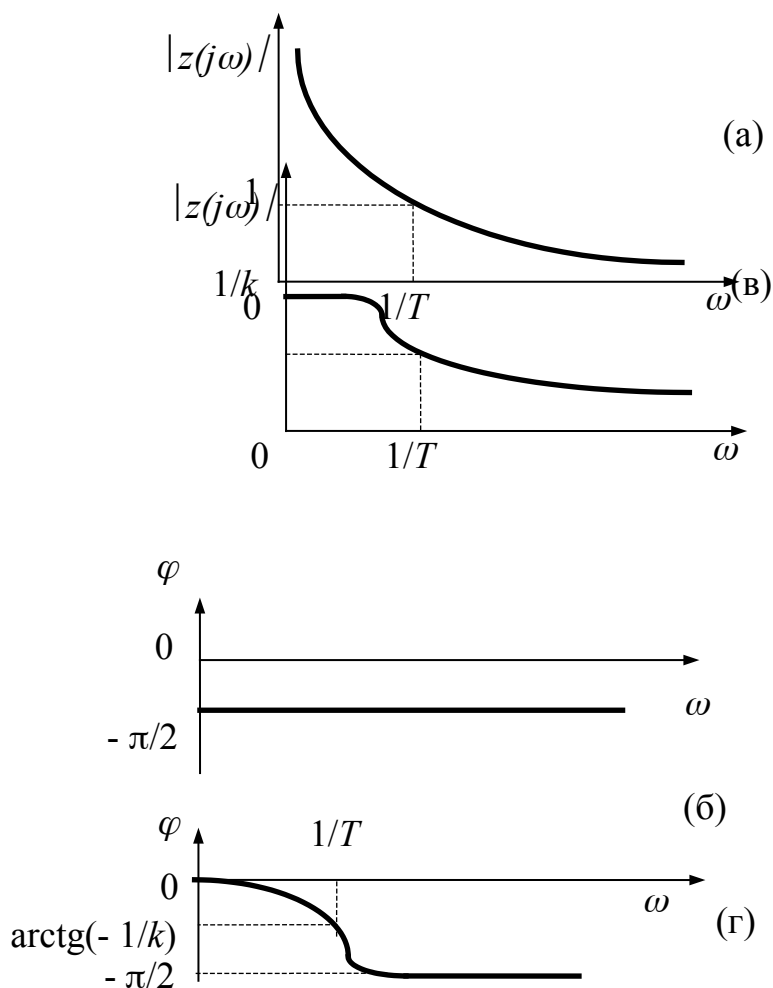 |z(jω)|
(а)
1
|z(jω)|
1/k
0
1/T
ω
(в)
0
1/T
ω
φ
0
ω
- π/2
(б)
φ
1/T
0
ω
(г)
arctg(- 1/k)
- π/2